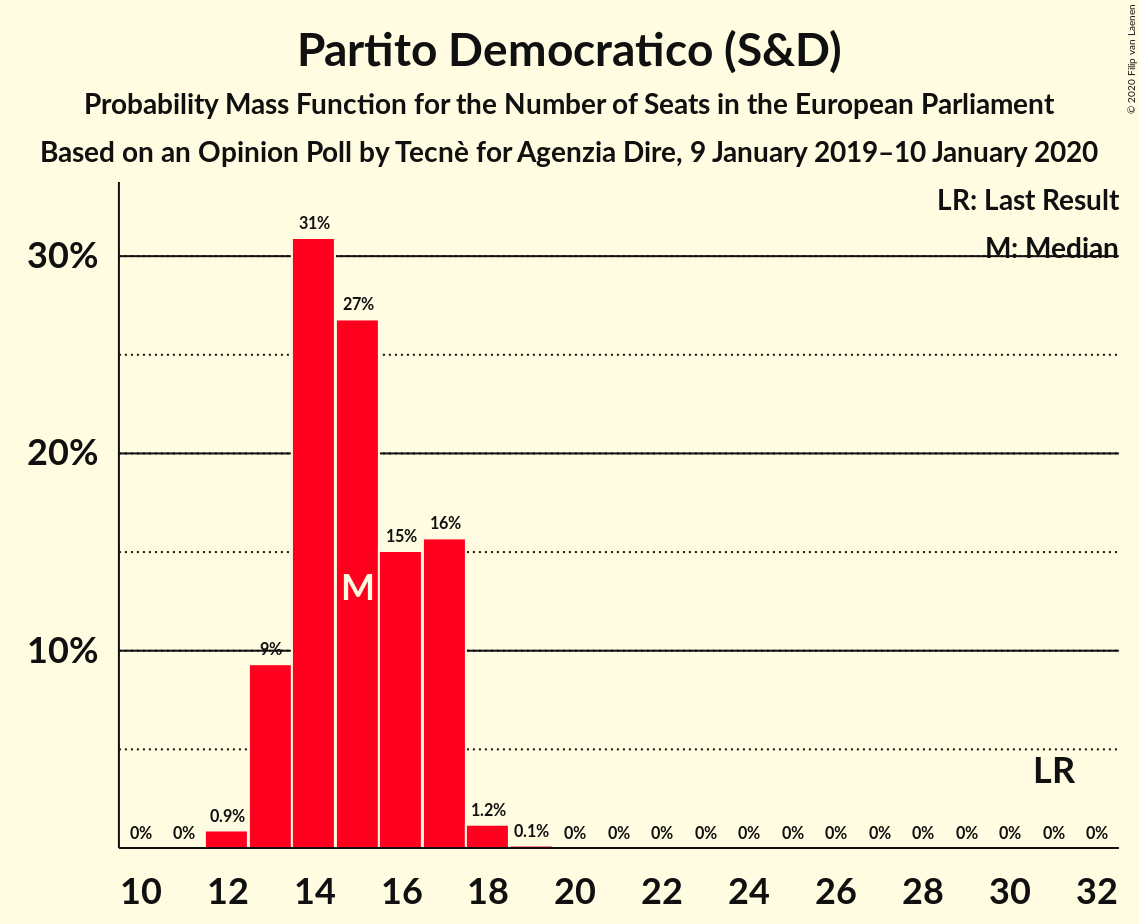 Partito Democratico (S&D)
Probability Mass Function for the Number of Seats in the European Parliament
Based on an Opinion Poll by Tecnè for Agenzia Dire, 9 January 2019–10 January 2020
© 2020 Filip van Laenen
LR: Last Result
M: Median
30%
20%
10%
0% 0% 0.9% 9% 31% 27% 15% 16% 1.2% 0.1% 0% 0% 0% 0% 0% 0% 0% 0% 0% 0% 0% 0% 0%
M
LR
10 12 14 16 18 20 22 24 26 28 30 32